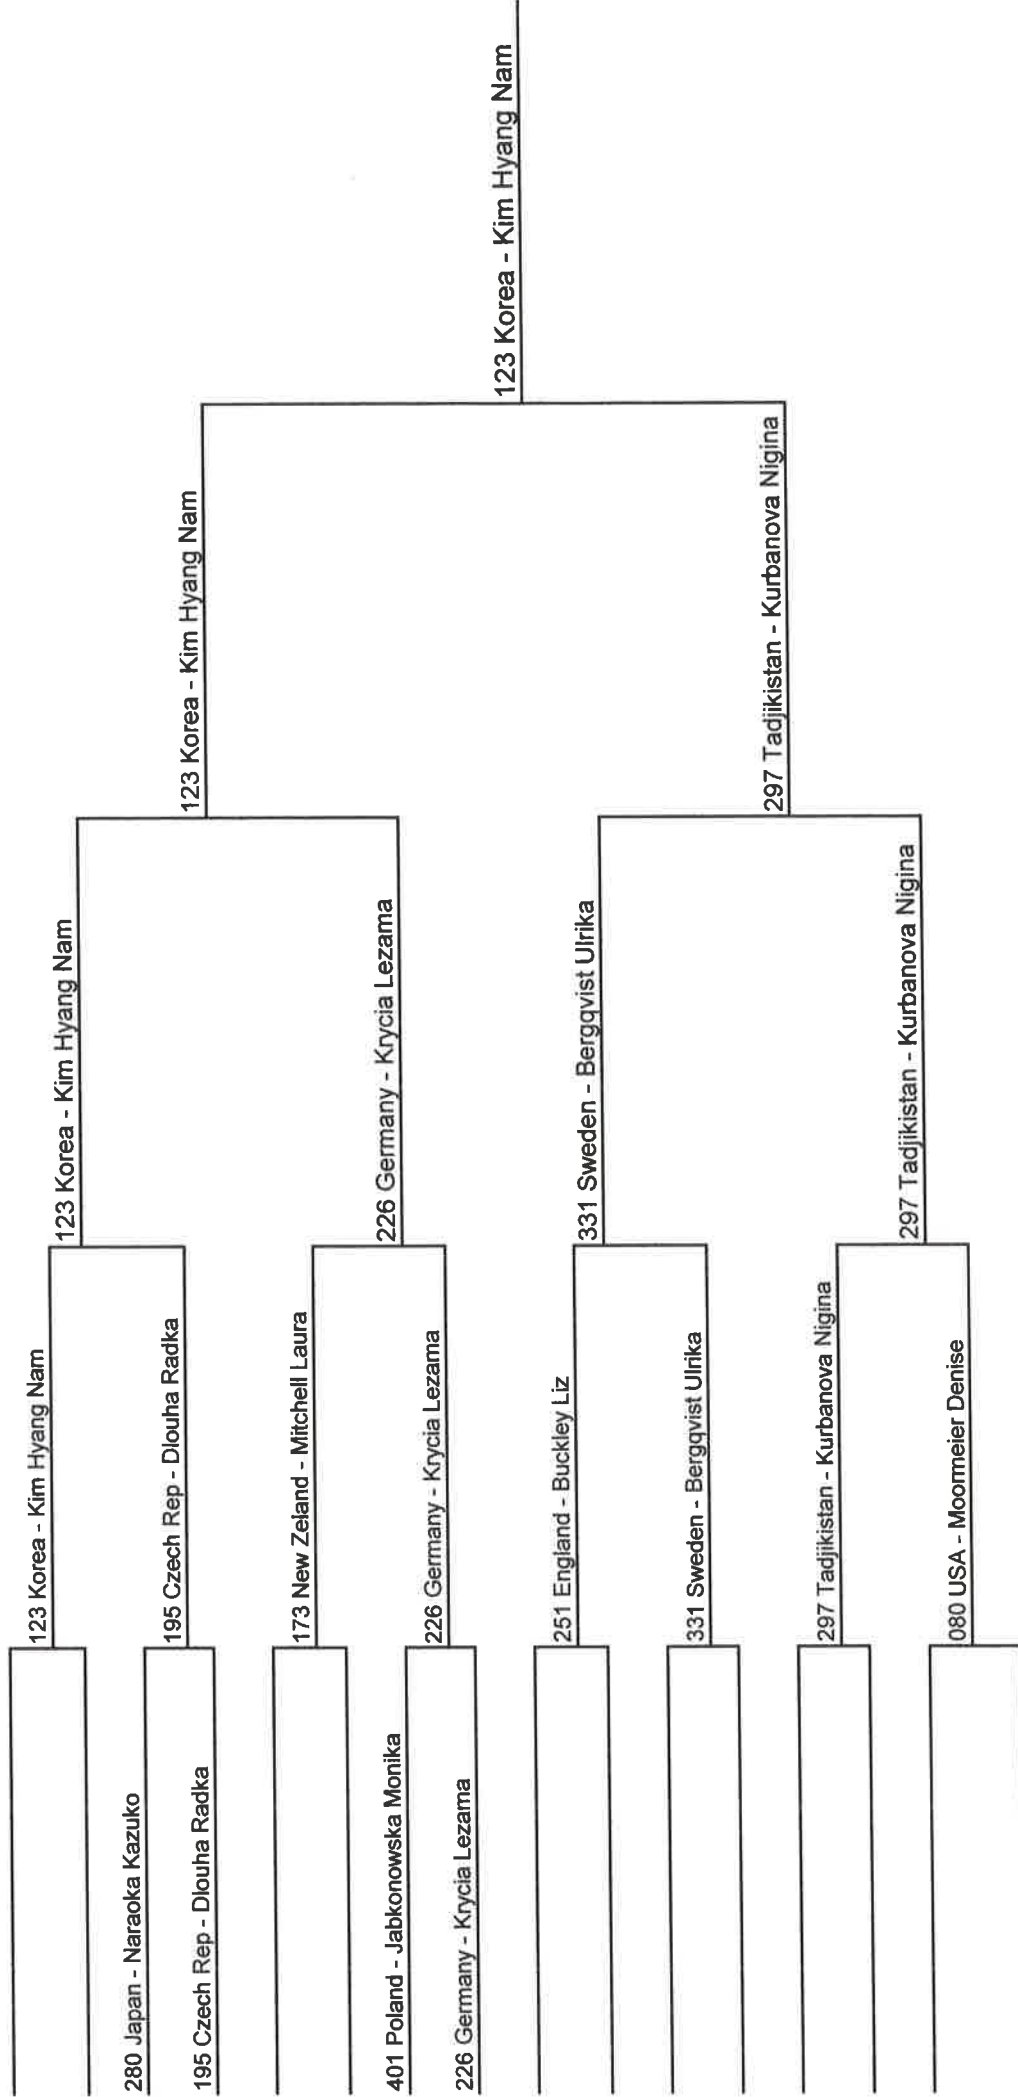 280 Japan - Naraoka Kazuko
195 Czech Rep - Dlouha Radka
401 Poland - Jabkonowska Monika
226 Germany - Krycia Lezama
123 Korea - Kim Hyang Nam
195 Czech Rep - Dlouha Radka
173 New Zeland - Mitchell Laura
226 Germany - Krycia Lezama
251 England - Buckley Liz
331 Sweden - Bergqvist Ulrika
297 Tadjikistan - Kurbanova Nigina
080 USA - Moormeier Denise
123 Korea - Kim Hyang Nam
226 Germany - Krycia Lezama
331 Sweden - Bergqvist Ulrika
297 Tadjikistan - Kurbanova Nigina
123 Korea - Kim Hyang Nam
297 Tadjikistan - Kurbanova Nigina
123 Korea - Kim Hyang Nam